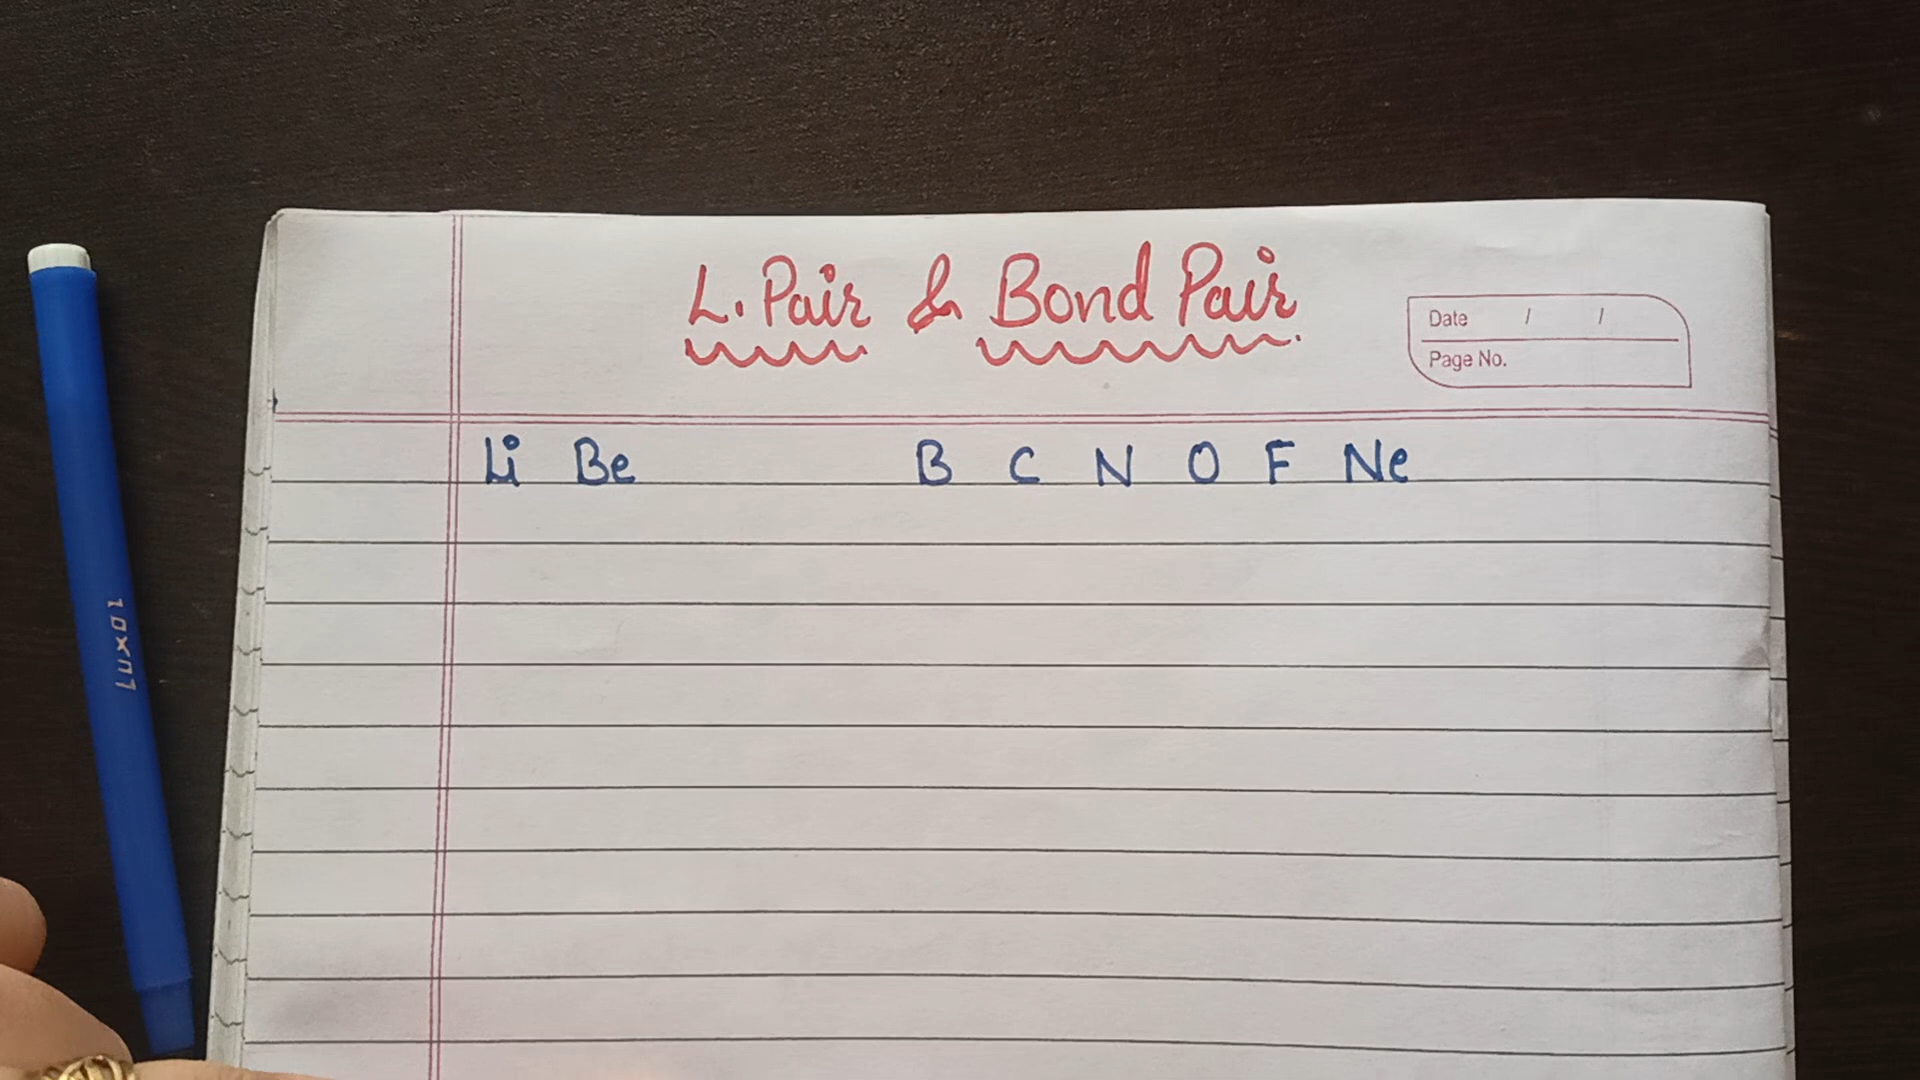 L. Pair & Bond Pair
Date / /
Page No.
Li Be B C N O F Ne
Luxor